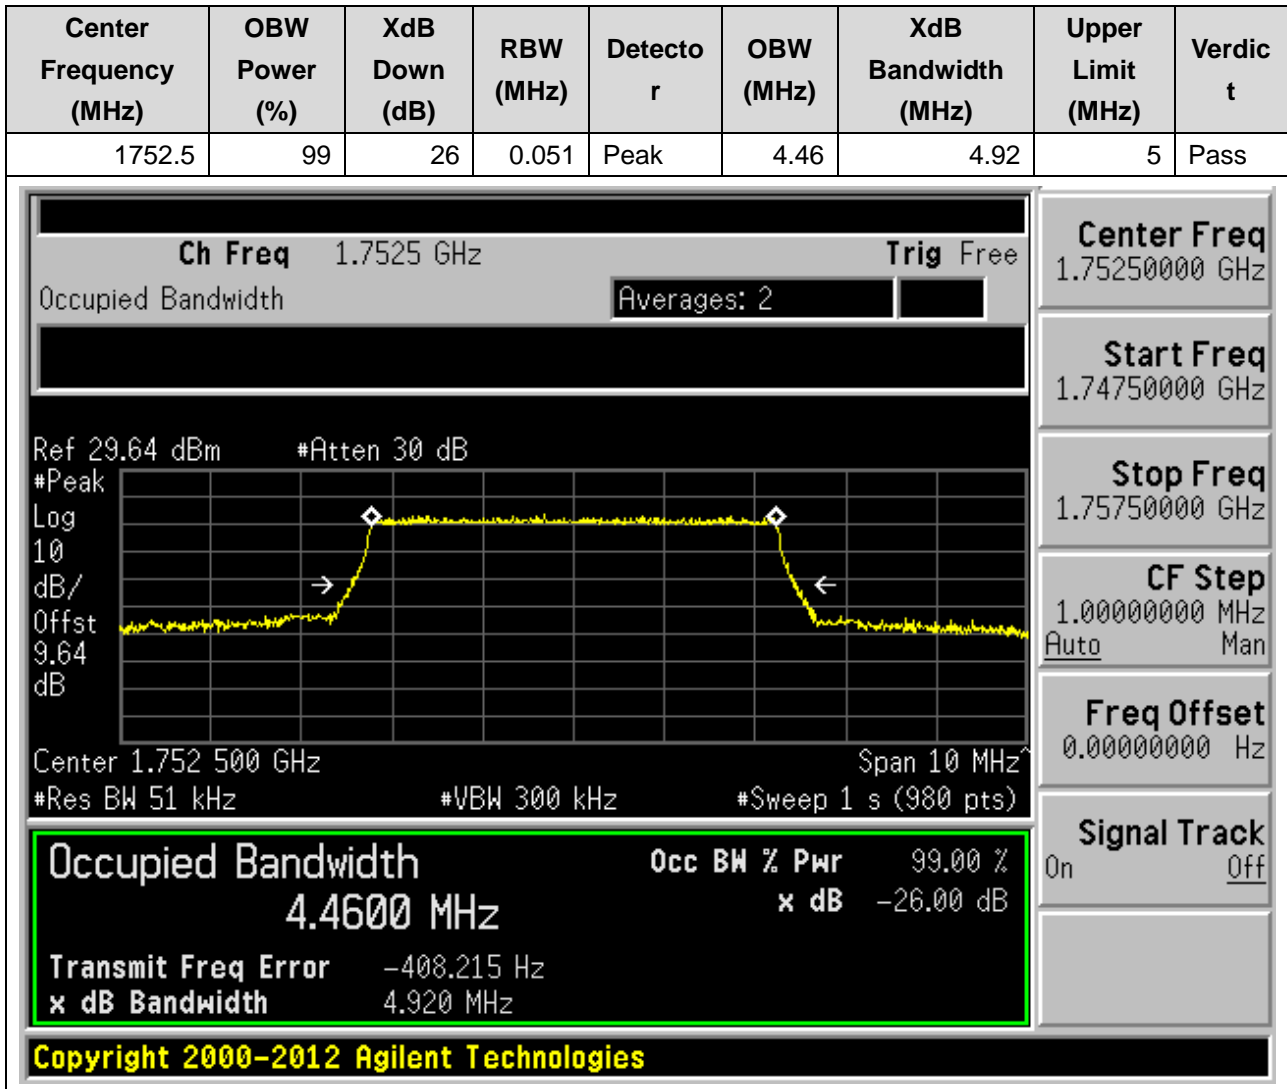 Center Frequency (MHz) OBW Power (%) XdB Down (dB) RBW (MHz) Detecto r OBW (MHz) XdB Bandwidth (MHz) Upper Limit (MHz) Verdic t
1752.5 99 26 0.051 Peak 4.46 4.92 5 Pass
Ch Freq 1.7525 GHz Trig Free
Occupied Bandwidth Averages: 2
Ref 29.64 dBm #Atten 30 dB
#Peak
Log
10
dB/
Offst
9.64
dB
Center 1.752 500 GHz Span 10 MHz^
#Res BW 51 kHz #VBW 300 kHz #Sweep 1 s (980 pts)
Occupied Bandwidth Occ BW % Pwr 99.00 %
4.4600 MHz x dB -26.00 dB
Transmit Freq Error -408.215 Hz
x dB Bandwidth 4.920 MHz
Center Freq
1.75250000 GHz
Start Freq
1.74750000 GHz
Stop Freq
1.75750000 GHz
CF Step
1.00000000 MHz
Auto Man
Freq Offset
0.00000000 Hz
Signal Track
On Off
Copyright 2000-2012 Agilent Technologies